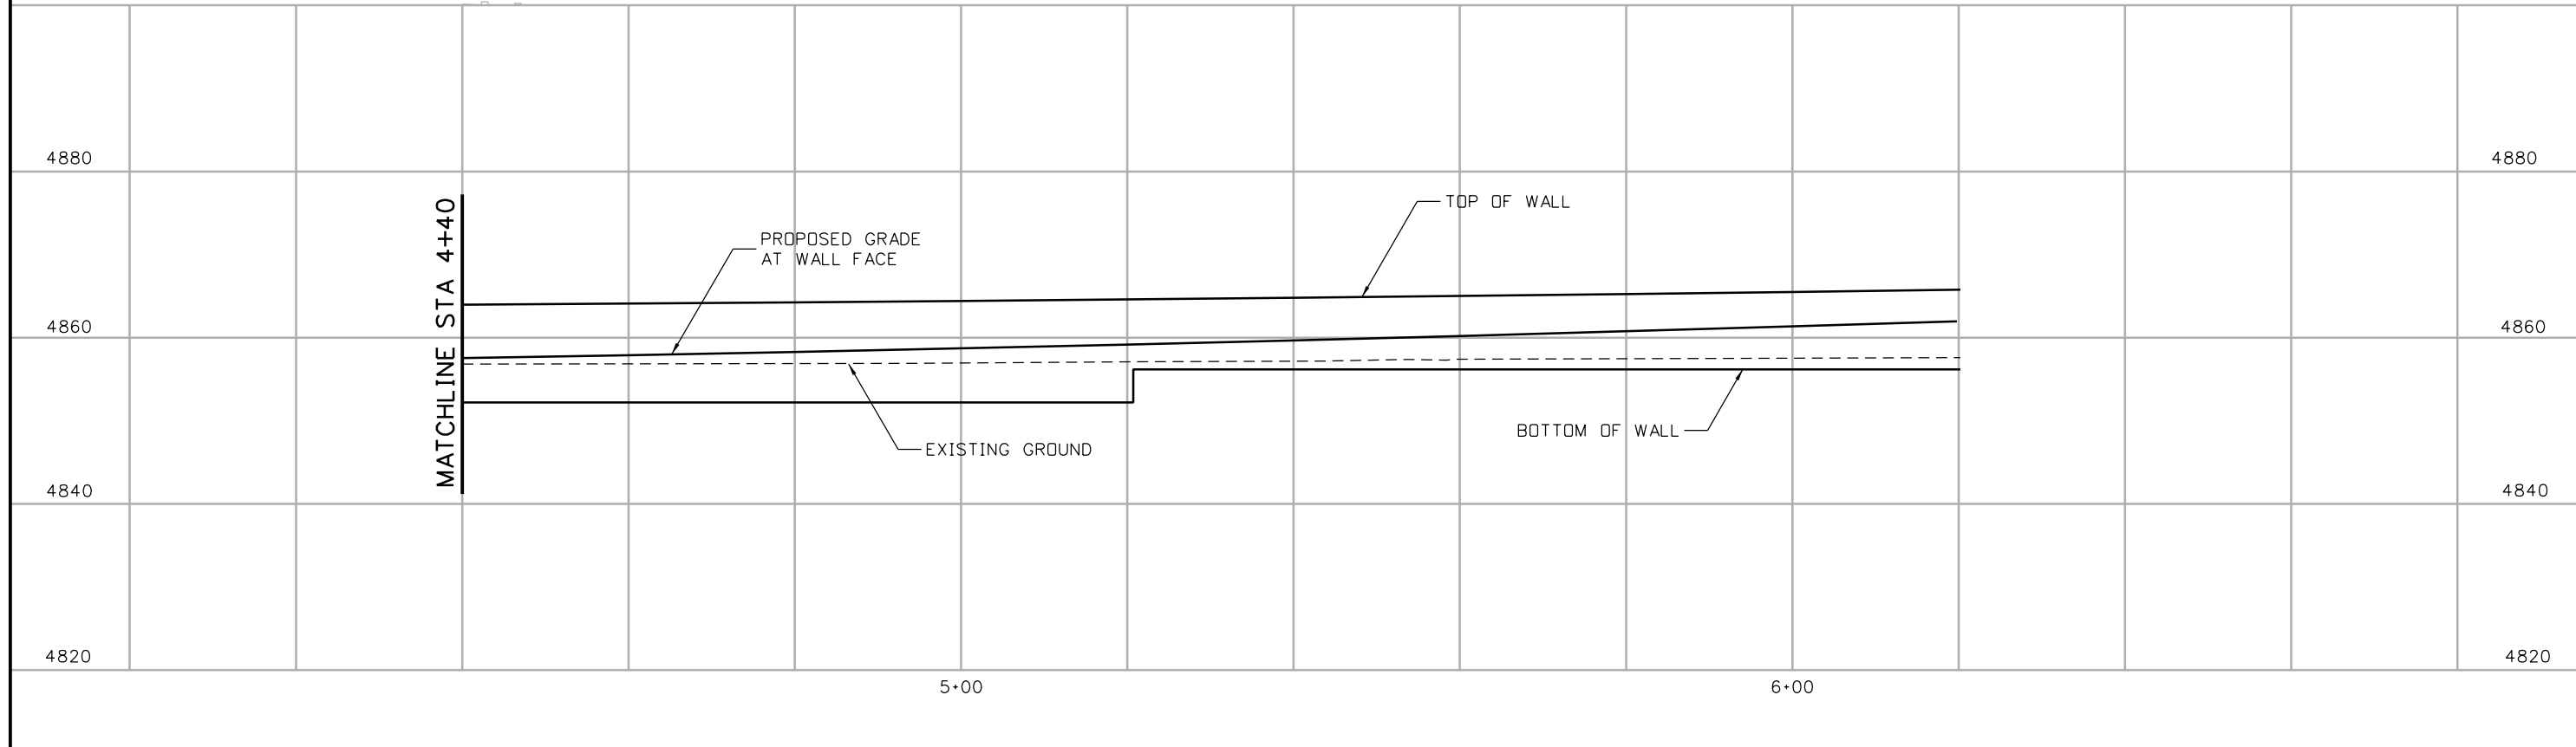 4880
4880
MATCHLINE STA 4+40
TOP OF WALL
PROPOSED GRADE
AT WALL FACE
4860
4860
BOTTOM OF WALL
EXISTING GROUND
4840
4840
4820
4820
5+00
6+00